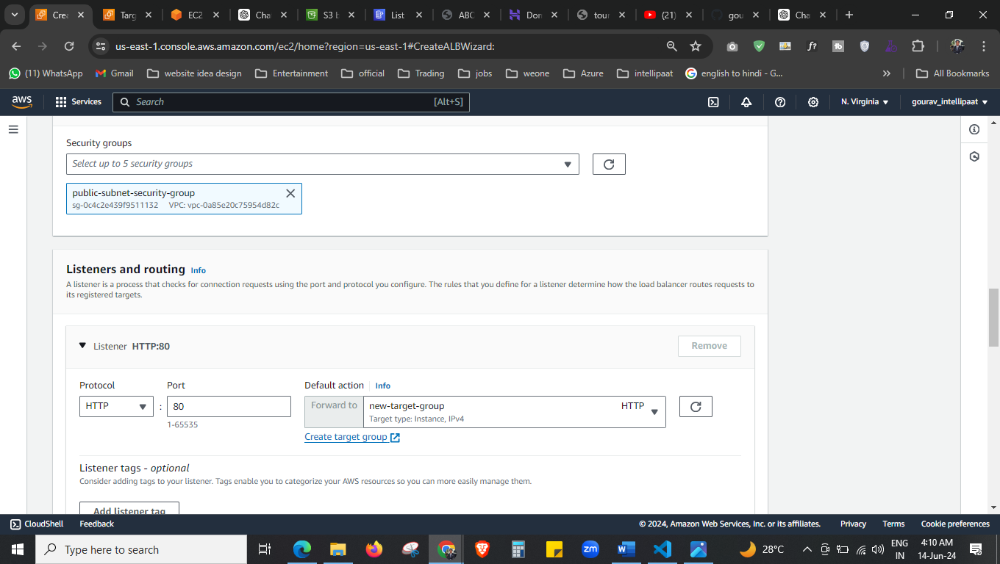 Crea
Targ
EC2
Cha
S3 b
List
ABC
Don
tour
(21)
gou
Cha
us-east-1.console.aws.amazon.com/ec2/home?region=us-east-1#CreateALBWizard:
(11) WhatsApp
Gmail
website idea design
Entertainment
official
Trading
jobs
weone
Azure
intellipaat
english to hindi - G...
All Bookmarks
aws
Services
Search
[Alt+S]
N. Virginia
gourav_intellipaat
Security groups
Select up to 5 security groups
public-subnet-security-group
sg-0c4c2e439f9511132 VPC: vpc-0a85e20c75954d82c
Listeners and routing Info
A listener is a process that checks for connection requests using the port and protocol you configure. The rules that you define for a listener determine how the load balancer routes requests to
its registered targets.
Listener HTTP:80
Remove
Protocol
Port
Default action
Info
HTTP
:
80
1-65535
Forward to
new-target-group
HTTP
Target type: Instance, IPv4
Create target group
Listener tags - optional
Consider adding tags to your listener. Tags enable you to categorize your AWS resources so you can more easily manage them.
Add listener tag
CloudShell
Feedback
© 2024, Amazon Web Services, Inc. or its affiliates.
Privacy
Terms
Cookie preferences
Type here to search
zm
28°C
ENG
IN
4:10 AM
14-Jun-24